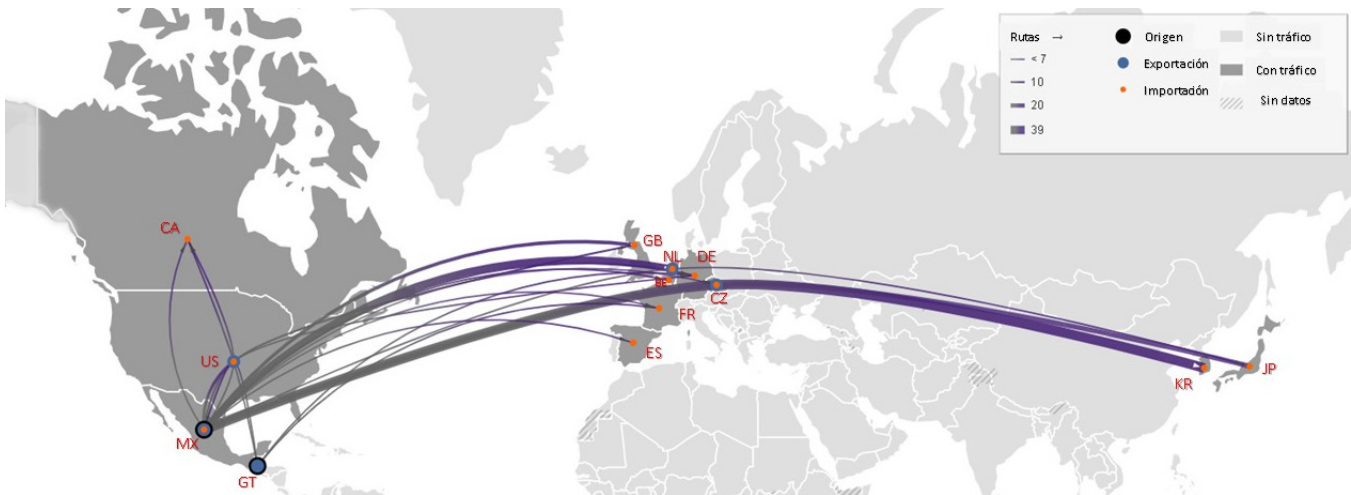 Rutas →
< 7
10
20
39
Origen
Exportación
Importación
Sin tráfico
Con tráfico
Sin datos
CA
GB
NL
DE
BE
CZ
FR
US
ES
KR
JP
MX
GT